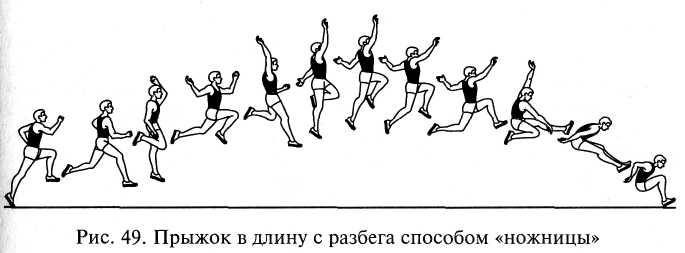 Рис. 49. Прыжок в длину с разбега способом «ножницы»